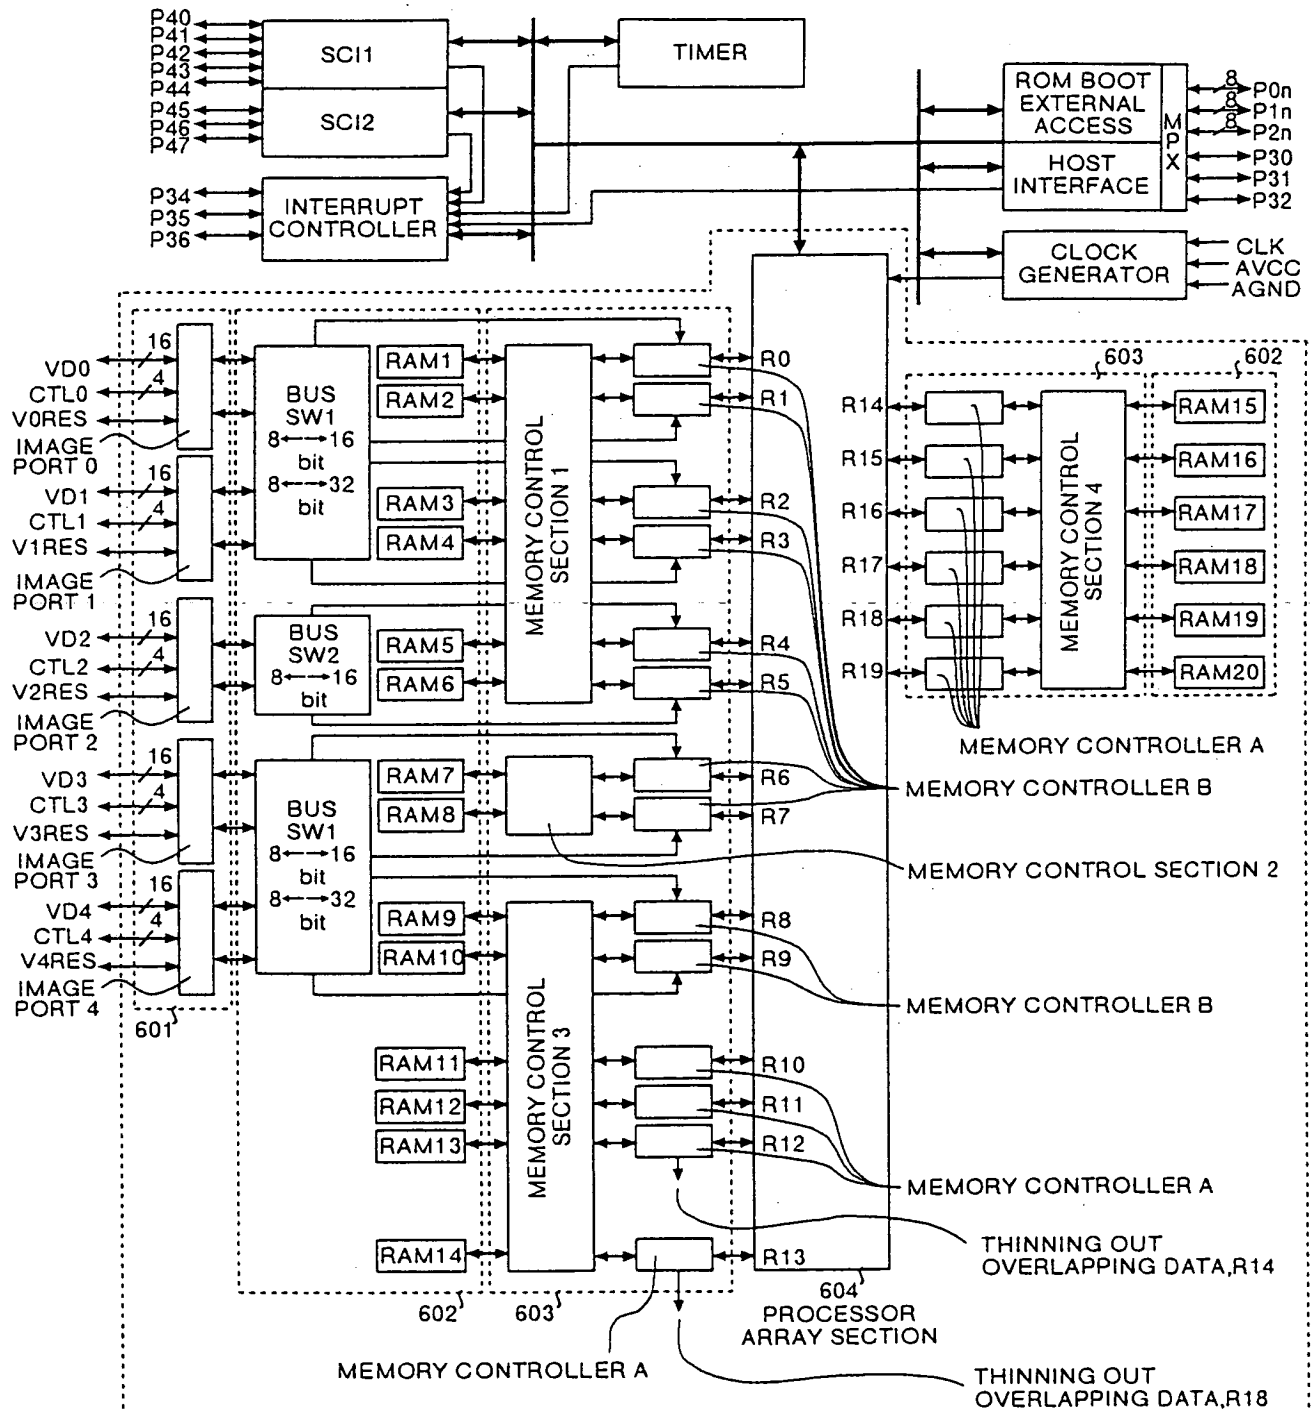 P40
P41
P42
P43
P44
P45
P46
P47
SCI1
SCI2
TIMER
ROM BOOT
EXTERNAL
ACCESS
HOST
INTERFACE
MPX
8
8
8
P0n
P1n
P2n
P30
P31
P32
P34
P35
P36
INTERRUPT
CONTROLLER
CLOCK
GENERATOR
CLK
AVCC
AGND
VD0
16
CTL0
4
V0RES
IMAGE
PORT 0
VD1
16
CTL1
4
V1RES
IMAGE
PORT 1
VD2
16
CTL2
4
V2RES
IMAGE
PORT 2
VD3
16
CTL3
4
V3RES
IMAGE
PORT 3
VD4
16
CTL4
4
V4RES
IMAGE
PORT 4
601
BUS
SW1
8 16
bit
8 32
bit
BUS
SW2
8 16
bit
BUS
SW1
8 16
bit
8 32
bit
RAM1
RAM2
RAM3
RAM4
RAM5
RAM6
RAM7
RAM8
RAM9
RAM10
RAM11
RAM12
RAM13
RAM14
602
MEMORY CONTROL
SECTION 1
MEMORY CONTROL
SECTION 3
603
R0
R1
R2
R3
R4
R5
R6
R7
R8
R9
R10
R11
R12
R13
604
PROCESSOR
ARRAY SECTION
R14
R15
R16
R17
R18
R19
603
602
MEMORY CONTROL
SECTION 4
RAM15
RAM16
RAM17
RAM18
RAM19
RAM20
MEMORY CONTROLLER A
MEMORY CONTROLLER B
MEMORY CONTROL SECTION 2
MEMORY CONTROLLER B
MEMORY CONTROLLER A
THINNING OUT
OVERLAPPING DATA,R14
MEMORY CONTROLLER A
THINNING OUT
OVERLAPPING DATA,R18